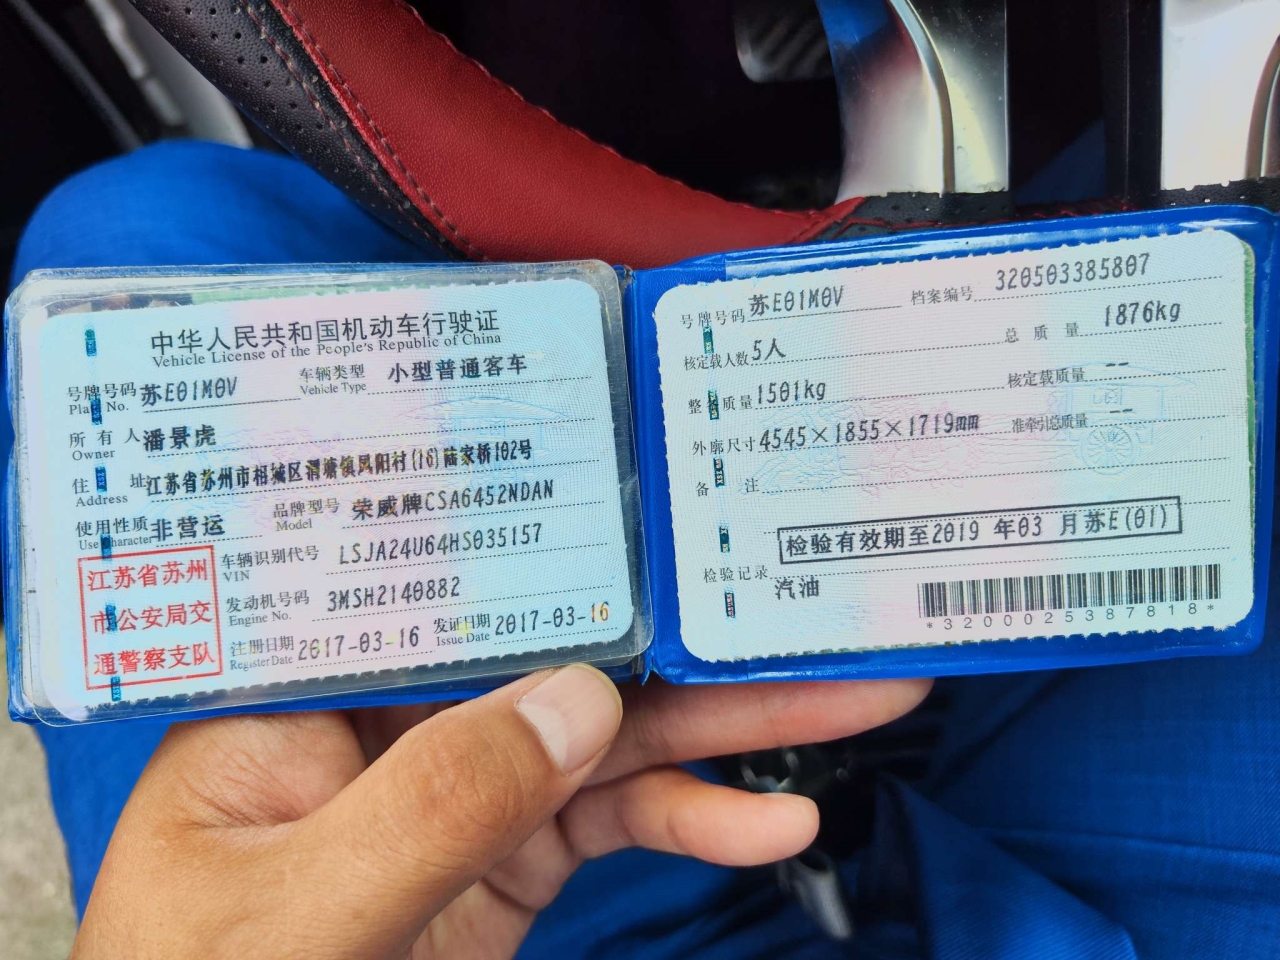 中华人民共和国机动车行驶证
Vehicle License of the People's Republic of China
号牌号码 苏E01M0V 车辆类型 小型普通客车
Plate No. Vehicle Type
所有人 潘景虎
Owner
住址 江苏省苏州市相城区渭塘镇凤阳村(16)陆家桥102号
Address
使用性质 非营运 品牌型号 荣威牌CSA6452NDAN
Use Character Model
江苏省苏州
市公安局交
通警察支队
车辆识别代号 LSJA24U64HS035157
VIN
发动机号码 3MSH2140882
Engine No.
注册日期 2017-03-16 发证日期 2017-03-16
Register Date Issue Date
号牌号码 苏E01M0V 档案编号 320503385807
核定载人数 5人 总质量 1876kg
整备质量 1501kg 核定载质量 --
外廓尺寸 4545×1855×1719mm 准牵引总质量 --
备注
检验有效期至2019 年03 月苏E(01)
检验记录
汽油
*3200025387818*